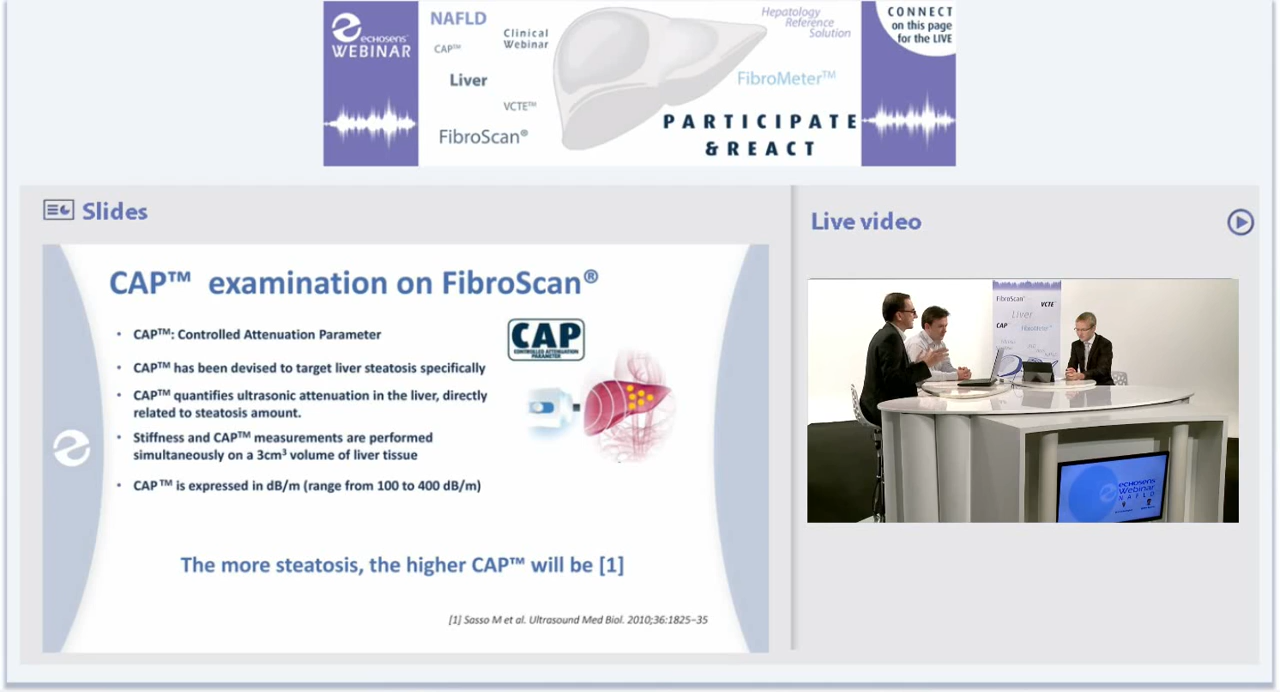 echosens
WEBINAR
NAFLD
CAP™
Clinical
Webinar
Liver
VCTE™
FibroScan®
Hepatology
Reference
Solution
FibroMeter™
PARTICIPATE
& REACT
CONNECT
on this page
for the LIVE
Slides
CAP™ examination on FibroScan®
• CAP™: Controlled Attenuation Parameter
• CAP™ has been devised to target liver steatosis specifically
• CAP™ quantifies ultrasonic attenuation in the liver, directly
related to steatosis amount.
• Stiffness and CAP™ measurements are performed
simultaneously on a 3cm³ volume of liver tissue
• CAP™ is expressed in dB/m (range from 100 to 400 dB/m)
CAP
CONTROLLED ATTENUATION
PARAMETER
The more steatosis, the higher CAP™ will be [1]
[1] Sasso M et al. Ultrasound Med Biol. 2010;36:1825–35
Live video
FibroScan®
VCTE™
Liver
CAP
echosens
Webinar
NAFLD